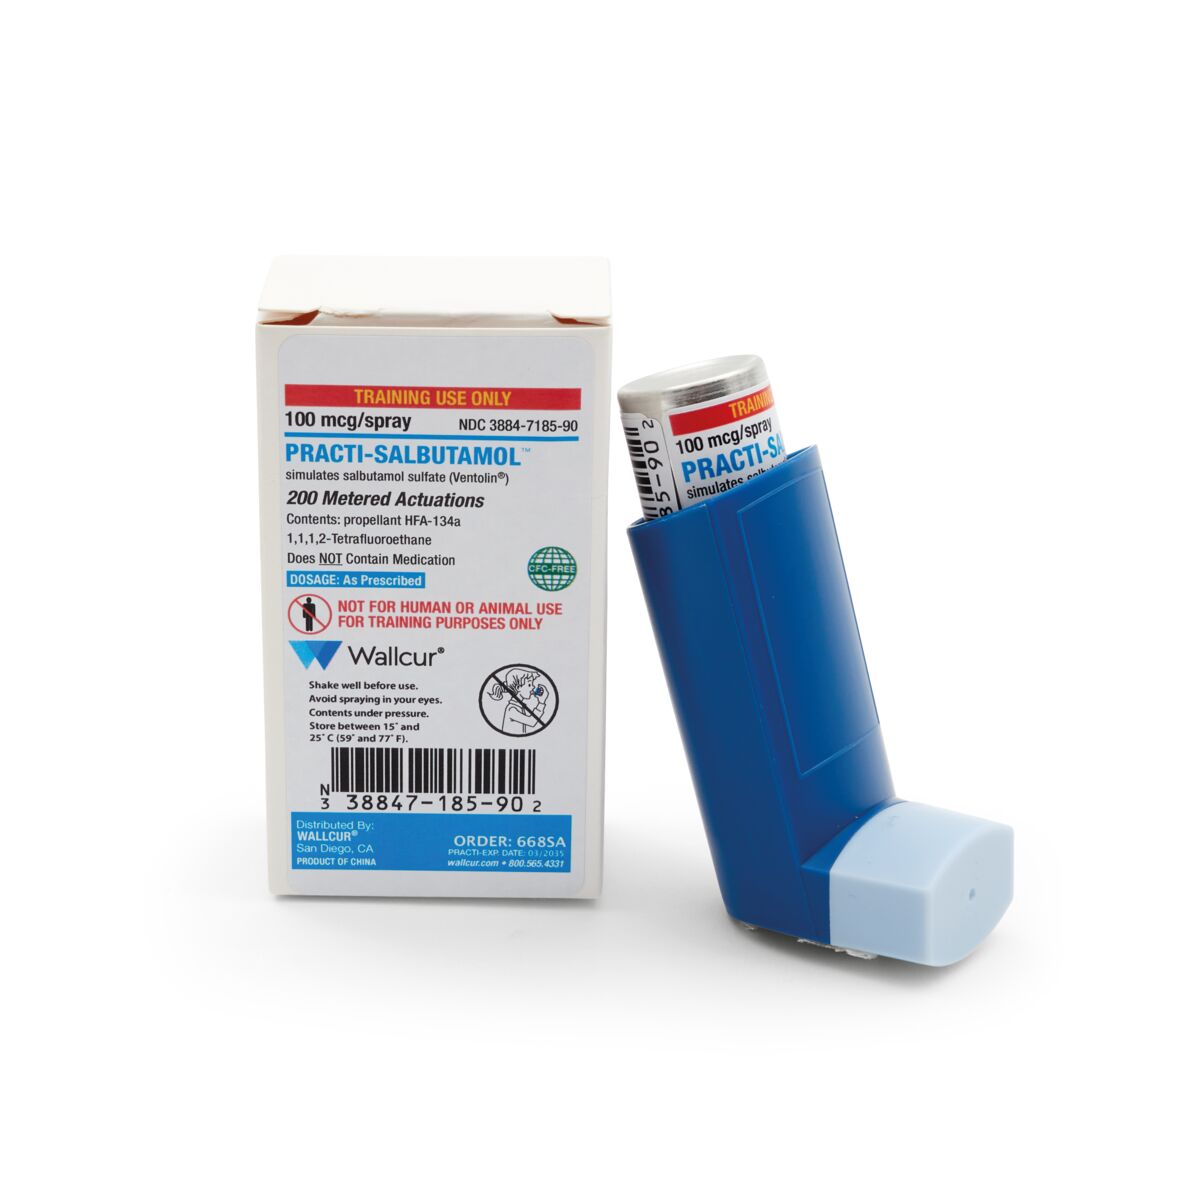 TRAINING USE ONLY
100 mcg/spray NDC 3884-7185-90
PRACTI-SALBUTAMOL™
simulates salbutamol sulfate (Ventolin®)
200 Metered Actuations
Contents: propellant HFA-134a
1,1,1,2-Tetrafluoroethane
Does NOT Contain Medication
CFC-FREE
DOSAGE: As Prescribed
NOT FOR HUMAN OR ANIMAL USE
FOR TRAINING PURPOSES ONLY
Wallcur®
Shake well before use.
Avoid spraying in your eyes.
Contents under pressure.
Store between 15° and
25° C (59° and 77° F).
N
3 38847-185-90 2
Distributed By:
WALLCUR®
San Diego, CA
PRODUCT OF CHINA
ORDER: 668SA
PRACTI-EXP. DATE: 03/2035
wallcur.com • 800.565.4331
TRAINING
100 mcg/spray
PRACTI-SA
simulates salbu
85-90 2